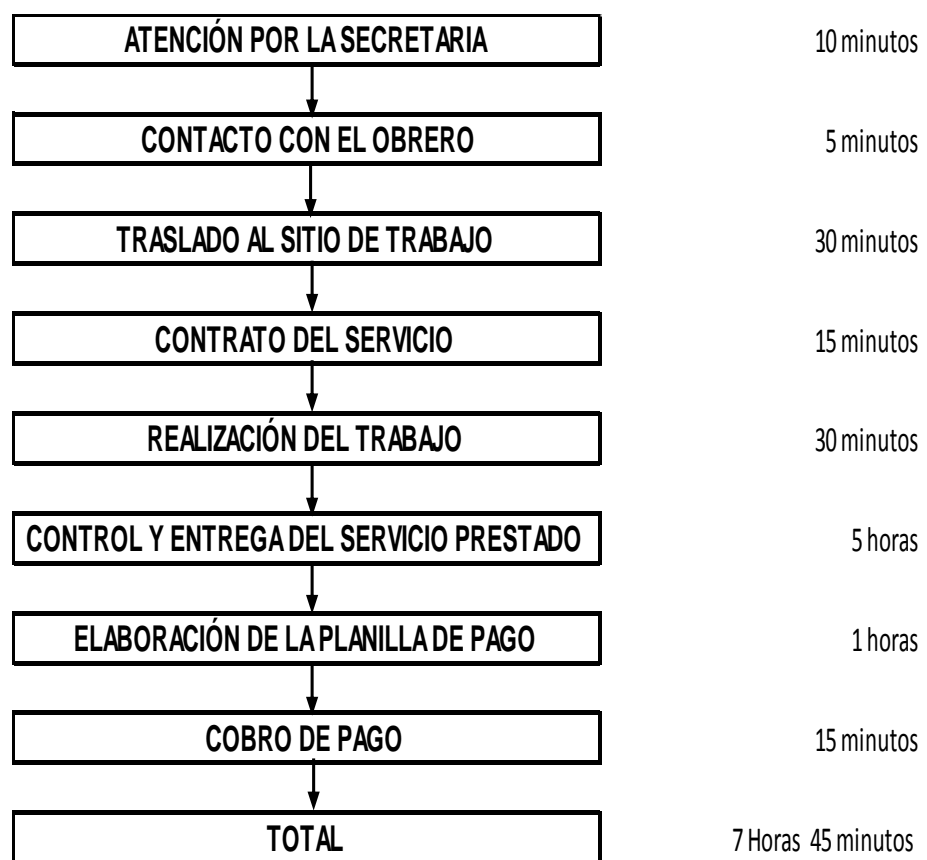 ATENCIÓN POR LA SECRETARIA 10 minutos
CONTACTO CON EL OBRERO 5 minutos
TRASLADO AL SITIO DE TRABAJO 30 minutos
CONTRATO DEL SERVICIO 15 minutos
REALIZACIÓN DEL TRABAJO 30 minutos
CONTROL Y ENTREGA DEL SERVICIO PRESTADO 5 horas
ELABORACIÓN DE LA PLANILLA DE PAGO 1 horas
COBRO DE PAGO 15 minutos
TOTAL 7 Horas 45 minutos